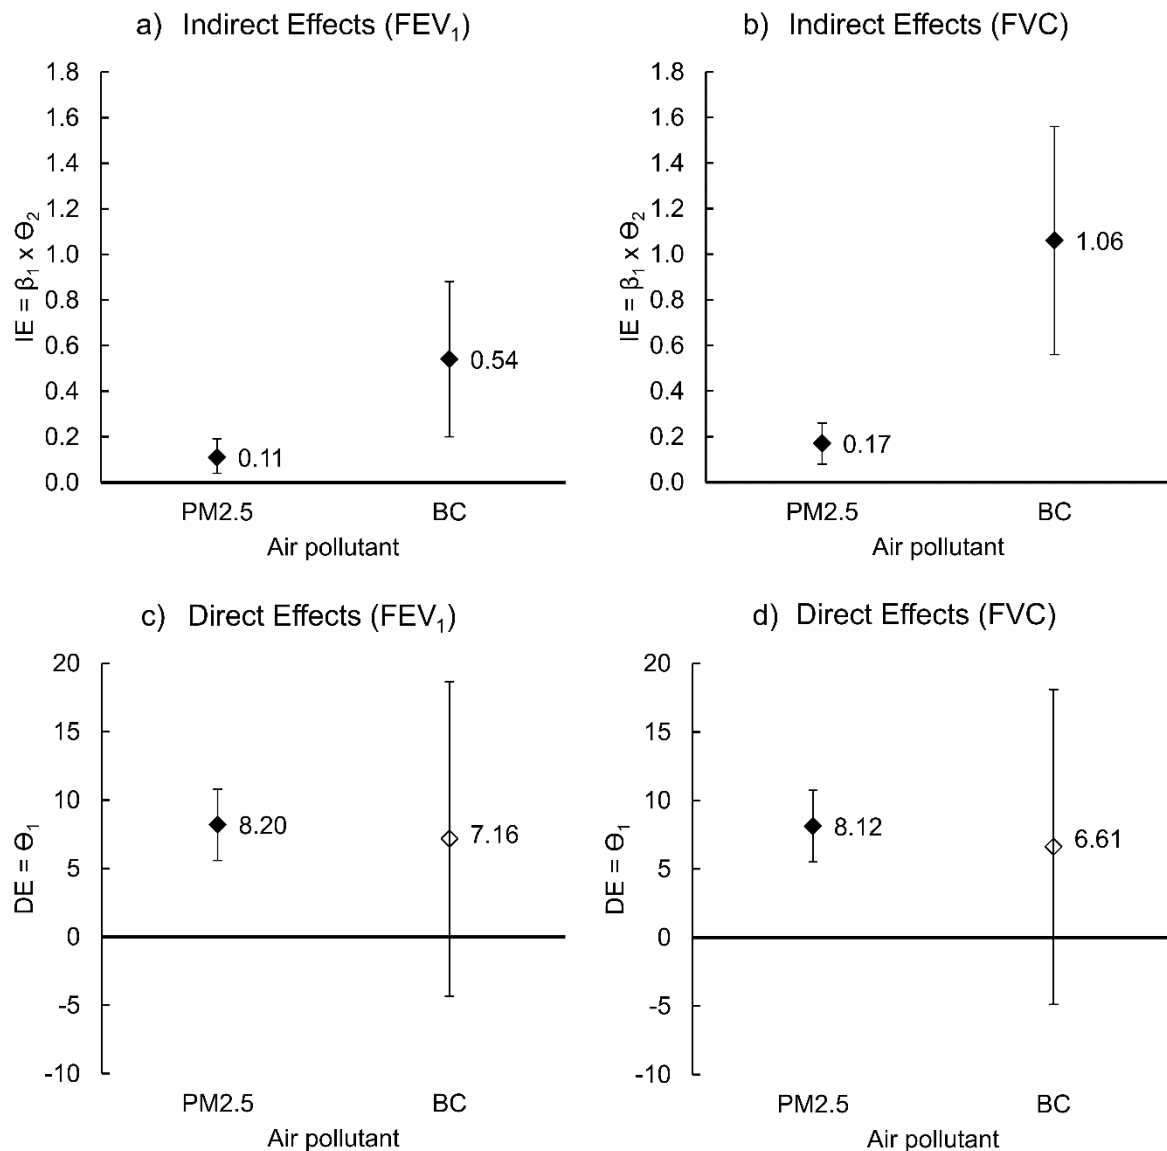 a) Indirect Effects (FEV₁)
1.8
1.6
1.4
1.2
1.0
0.8
0.6
0.4
0.2
0.0
IE = β₁ x Θ₂
0.11
0.54
PM2.5 BC
Air pollutant
b) Indirect Effects (FVC)
1.8
1.6
1.4
1.2
1.0
0.8
0.6
0.4
0.2
0.0
IE = β₁ x Θ₂
0.17
1.06
PM2.5 BC
Air pollutant
c) Direct Effects (FEV₁)
20
15
10
5
0
-5
-10
DE = Θ₁
8.20
7.16
PM2.5 BC
Air pollutant
d) Direct Effects (FVC)
20
15
10
5
0
-5
-10
DE = Θ₁
8.12
6.61
PM2.5 BC
Air pollutant